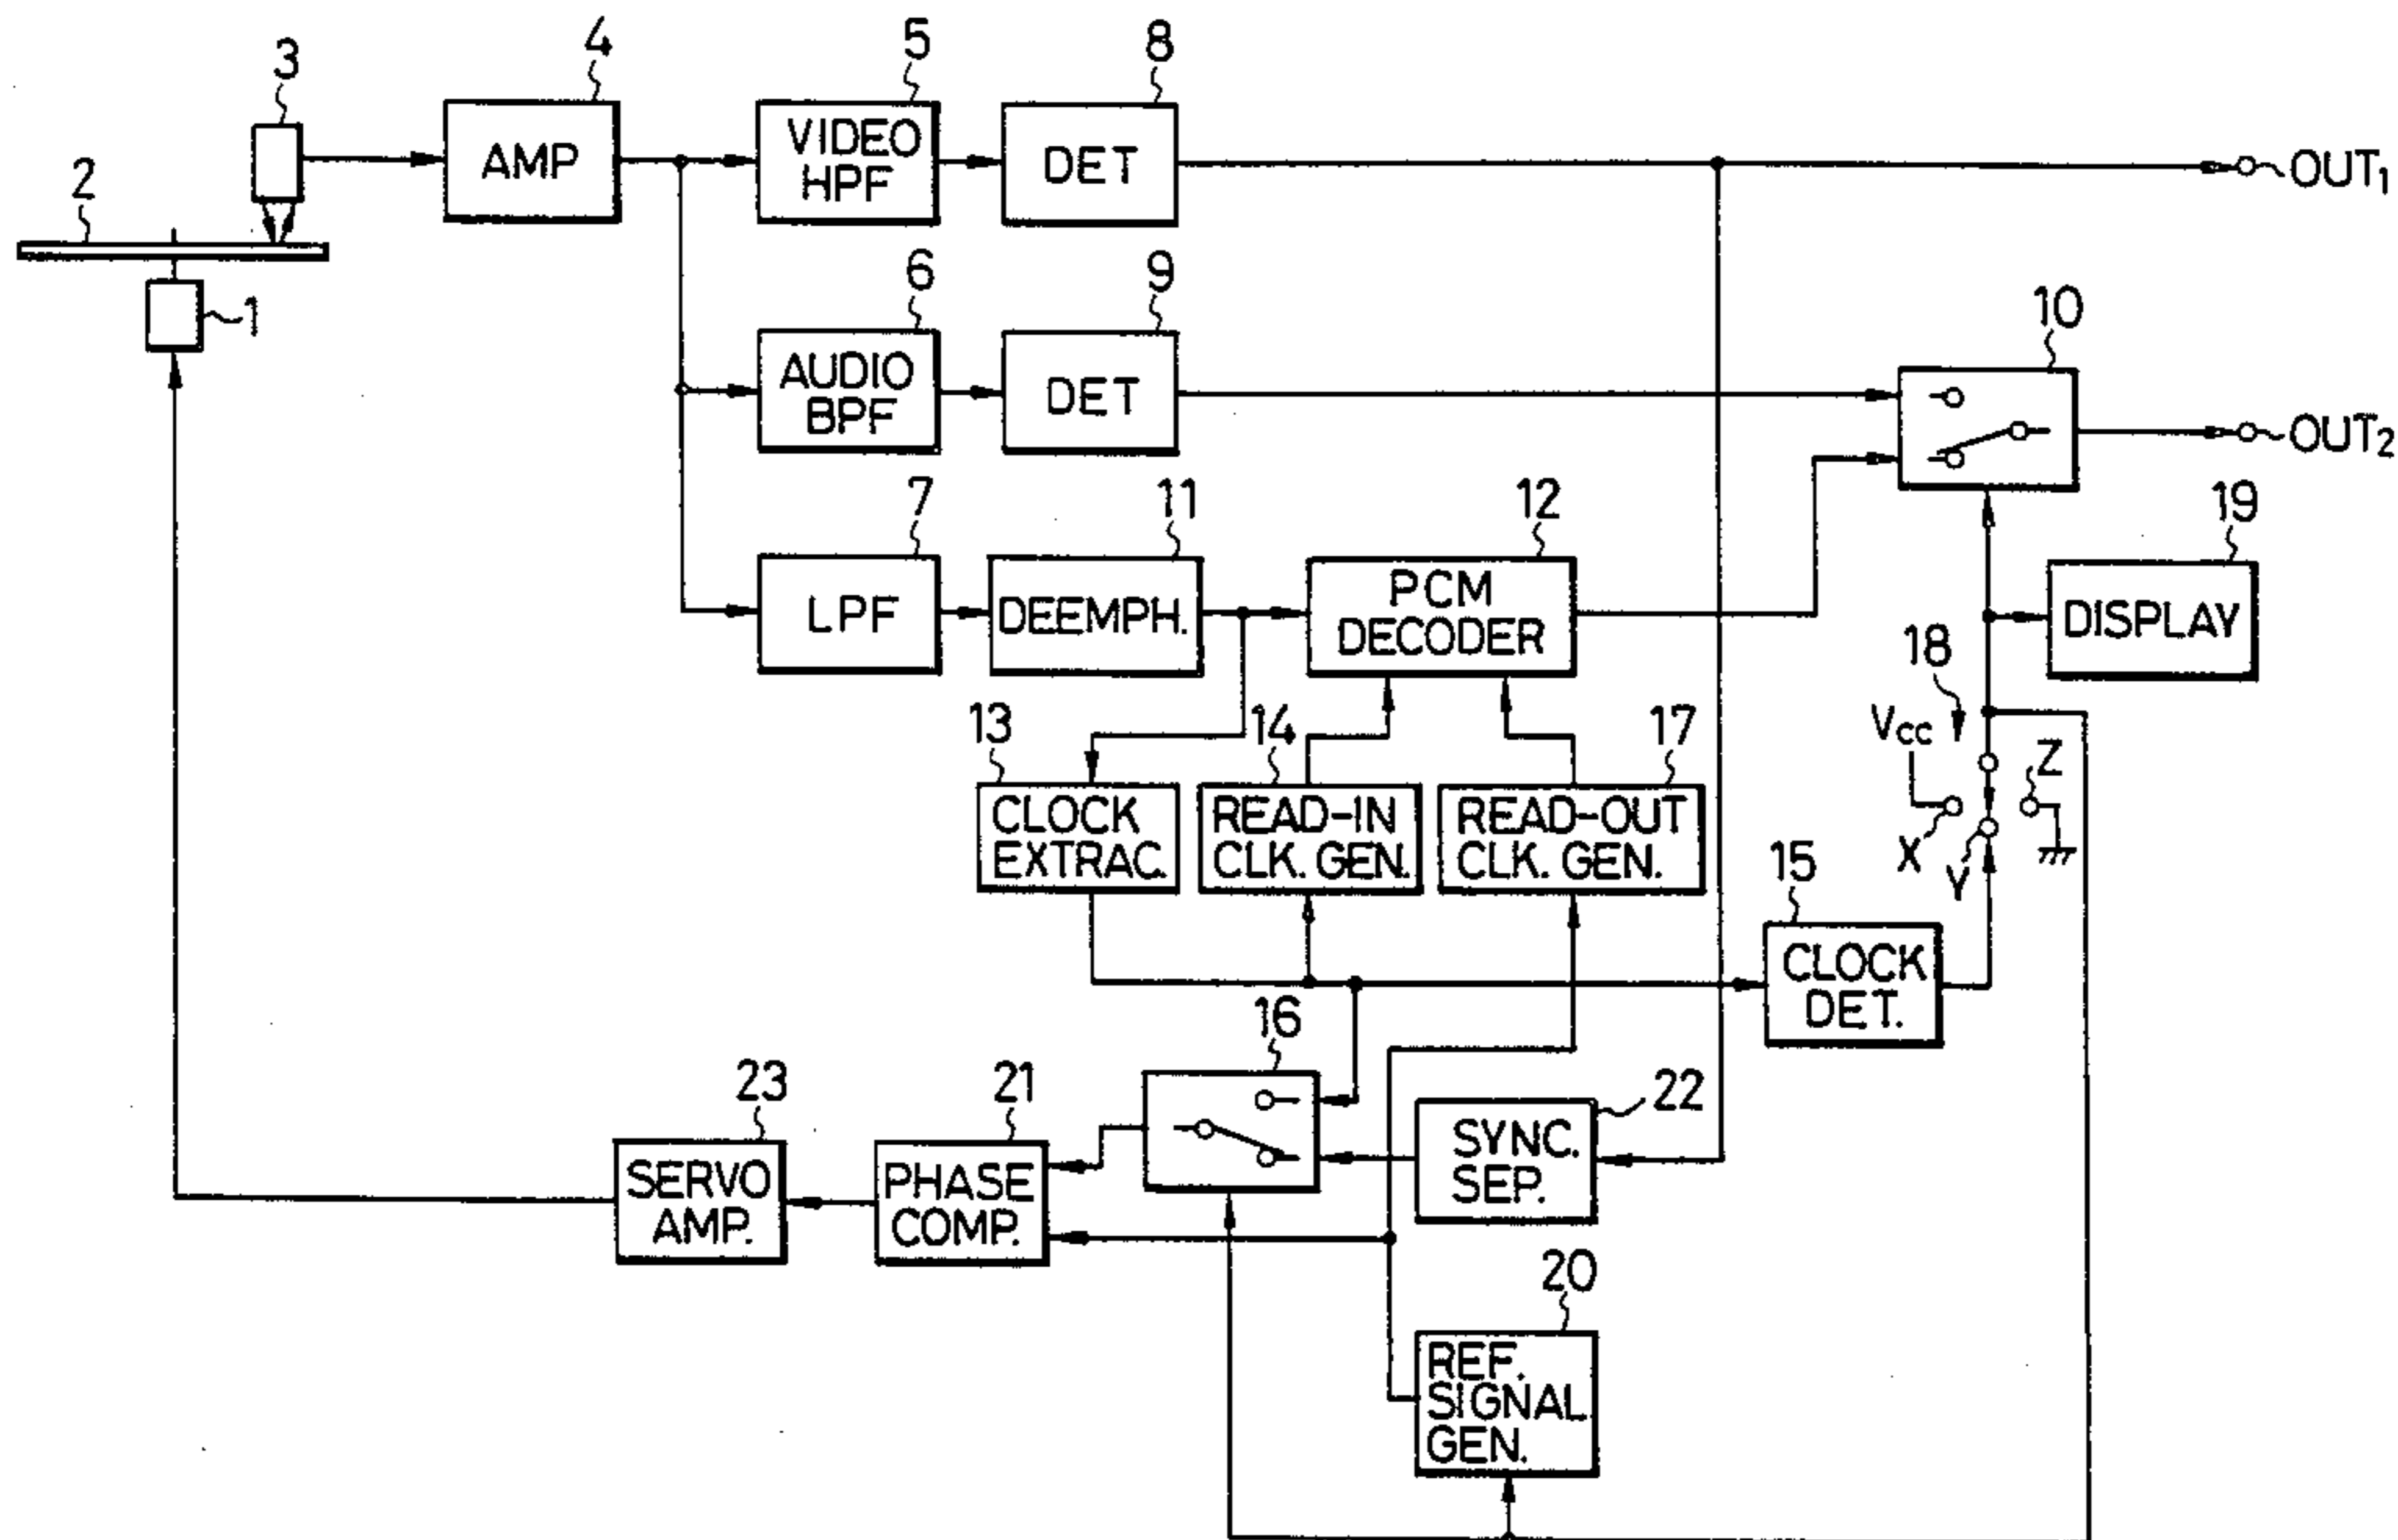 3
4
5
8
2
AMP
VIDEO
HPF
DET
OUT1
1
6
9
10
AUDIO
BPF
DET
OUT2
7
11
12
19
LPF
DEEMPH.
PCM
DECODER
DISPLAY
18
13
14
17
VCC
Z
CLOCK
EXTRAC.
READ-IN
CLK. GEN.
READ-OUT
CLK. GEN.
X
Y
15
CLOCK
DET.
16
23
21
22
SERVO
AMP.
PHASE
COMP.
SYNC.
SEP.
20
REF.
SIGNAL
GEN.